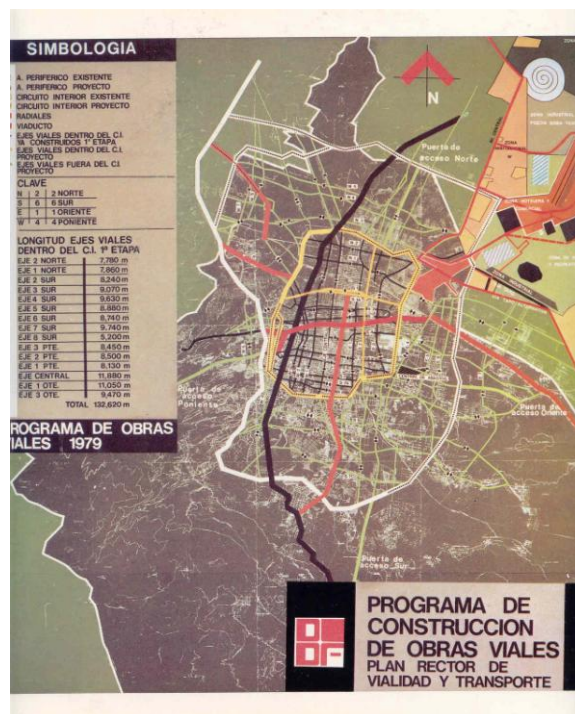 SIMBOLOGIA
A. PERIFERICO EXISTENTE
A. PERIFERICO PROYECTO
CIRCUITO INTERIOR EXISTENTE
CIRCUITO INTERIOR PROYECTO
RADIALES
VIADUCTO
EJES VIALES DENTRO DEL C.I.
YA CONSTRUIDOS 1ª ETAPA
EJES VIALES DENTRO DEL C.I.
PROYECTO
EJES VIALES FUERA DEL C.I.
PROYECTO
CLAVE
N 2 2 NORTE
S 6 6 SUR
E 1 1 ORIENTE
W 4 4 PONIENTE
LONGITUD EJES VIALES
DENTRO DEL C.I. 1ª ETAPA
EJE 2 NORTE 7,780 m
EJE 1 NORTE 7,860 m
EJE 2 SUR 8,240 m
EJE 3 SUR 9,070 m
EJE 4 SUR 9,630 m
EJE 5 SUR 8,880 m
EJE 6 SUR 8,740 m
EJE 7 SUR 9,740 m
EJE 8 SUR 5,200 m
EJE 3 PTE. 8,450 m
EJE 2 PTE. 8,500 m
EJE 1 PTE. 8,130 m
EJE CENTRAL 11,880 m
EJE 1 OTE. 11,050 m
EJE 3 OTE. 9,470 m
TOTAL 132,620 m
PROGRAMA DE OBRAS
VIALES 1979
N
Puerta de
acceso Norte
Puerta de
acceso
Poniente
Puerta de
acceso Oriente
Puerta de
acceso Sur
ZONA INDUSTRIAL
PROGRAMA DE
CONSTRUCCION
DE OBRAS VIALES
PLAN RECTOR DE
VIALIDAD Y TRANSPORTE